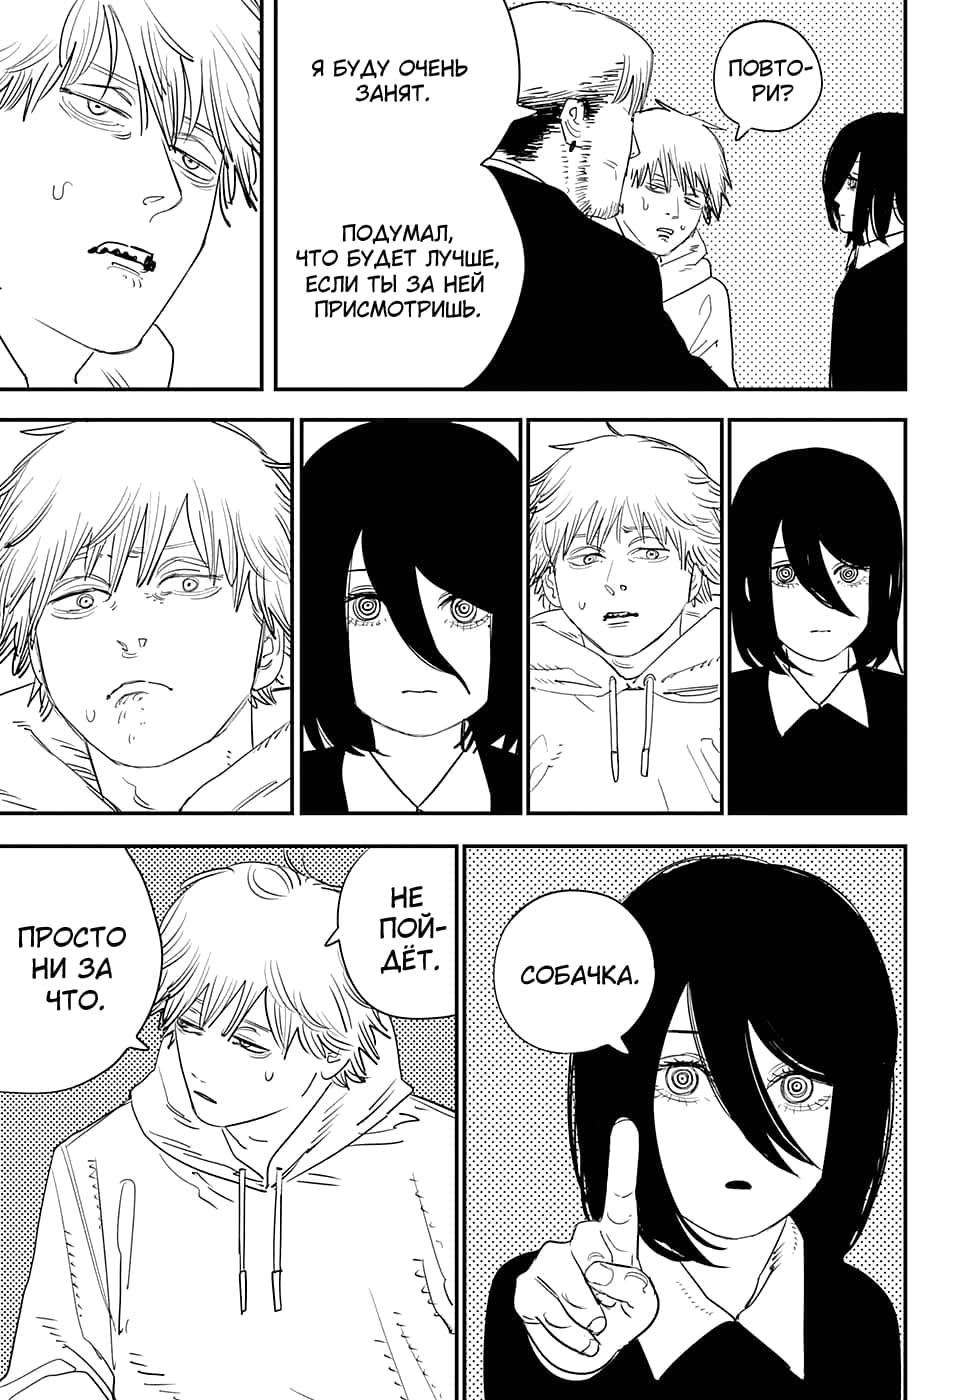 ПОВТО-
РИ?
Я БУДУ ОЧЕНЬ
ЗАНЯТ.
ПОДУМАЛ,
ЧТО БУДЕТ ЛУЧШЕ,
ЕСЛИ ТЫ ЗА НЕЙ
ПРИСМОТРИШЬ.
СОБАЧКА.
НЕ
ПОЙ-
ДЁТ.
ПРОСТО
НИ ЗА
ЧТО.